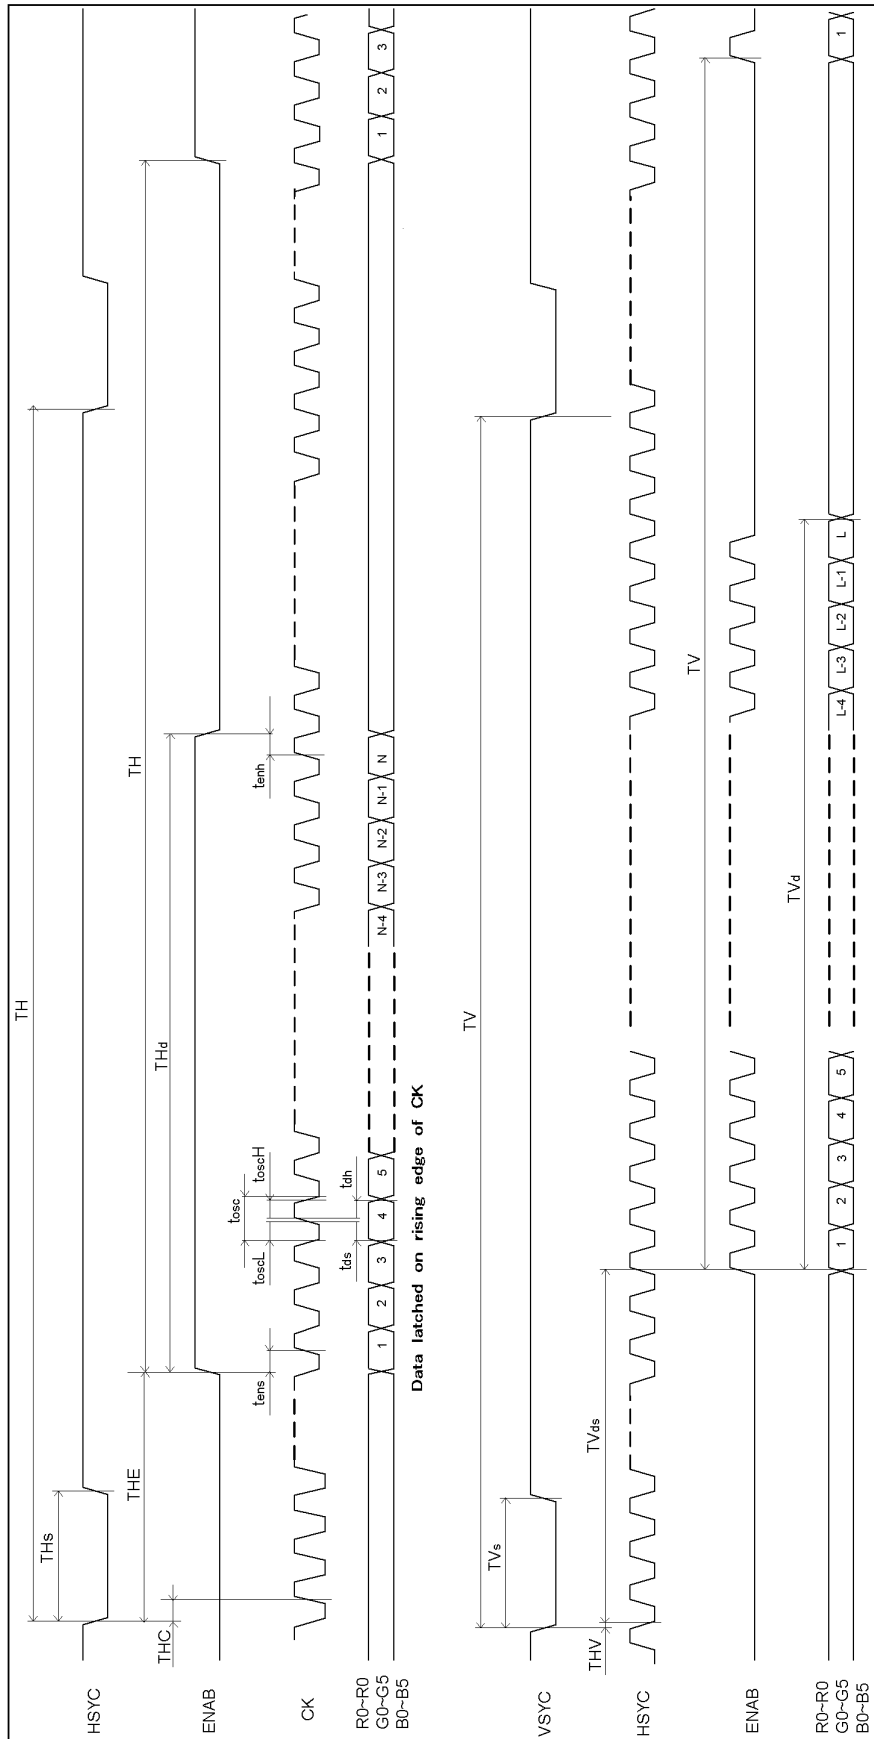 TH
HSYC
THs
TH
THE
THd
THC
ENAB
tens
tosc
toscL
toscH
tenh
CK
tds
tdh
R0~R0
G0~G5
B0~B5
1 2 3 4 5 N-4 N-3 N-2 N-1 N 1 2 3
Data latched on rising edge of CK
TV
VSYC
TVs
THV
TVds
HSYC
TV
ENAB
TVd
R0~R0
G0~G5
B0~B5
1 2 3 4 5 L-4 L-3 L-2 L-1 L 1